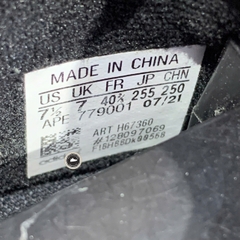 MADE IN CHINA
US UK FR JP CHN
7½ 7 40⅔ 255 250
APE 779001 07/21
ART H67360